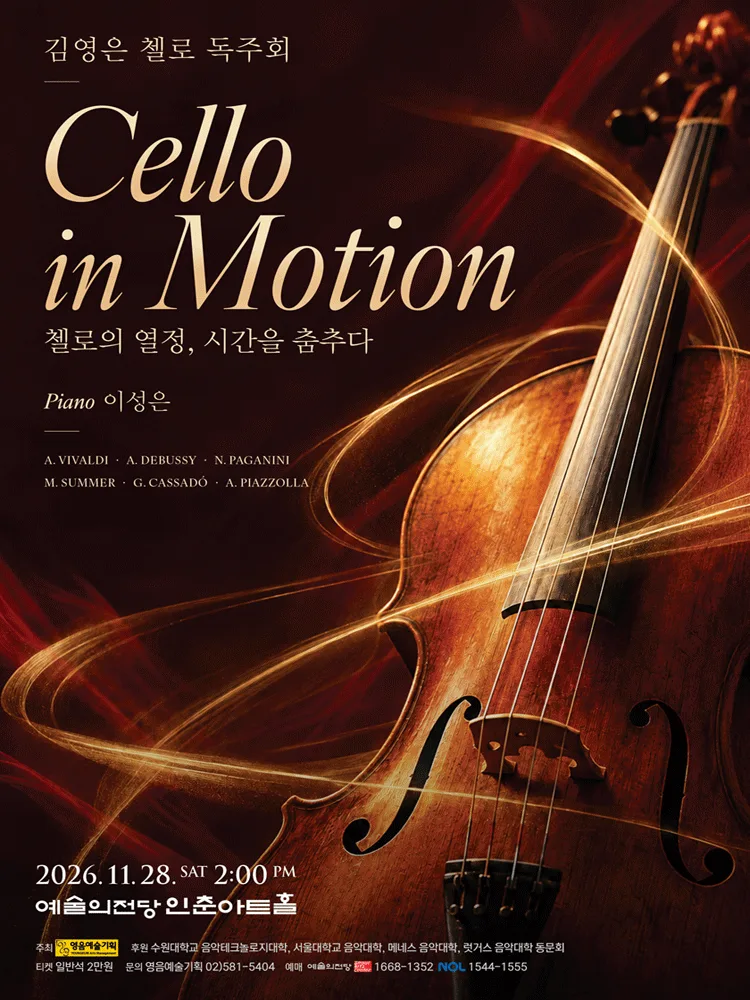 김영은 첼로 독주회
Cello
in Motion
첼로의 열정, 시간을 춤추다
Piano 이성은
A. VIVALDI · A. DEBUSSY · N. PAGANINI
M. SUMMER · G. CASSADÓ · A. PIAZZOLLA
2026. 11. 28. SAT 2:00 PM
예술의전당 인춘아트홀
주최 영음예술기획 후원 수원대학교 음악테크놀로지대학, 서울대학교 음악대학, 메네스 음악대학, 럿거스 음악대학 동문회
티켓 일반석 2만원 문의 영음예술기획 02)581-5404 예매 예술의전당 1668-1352 NOL 1544-1555